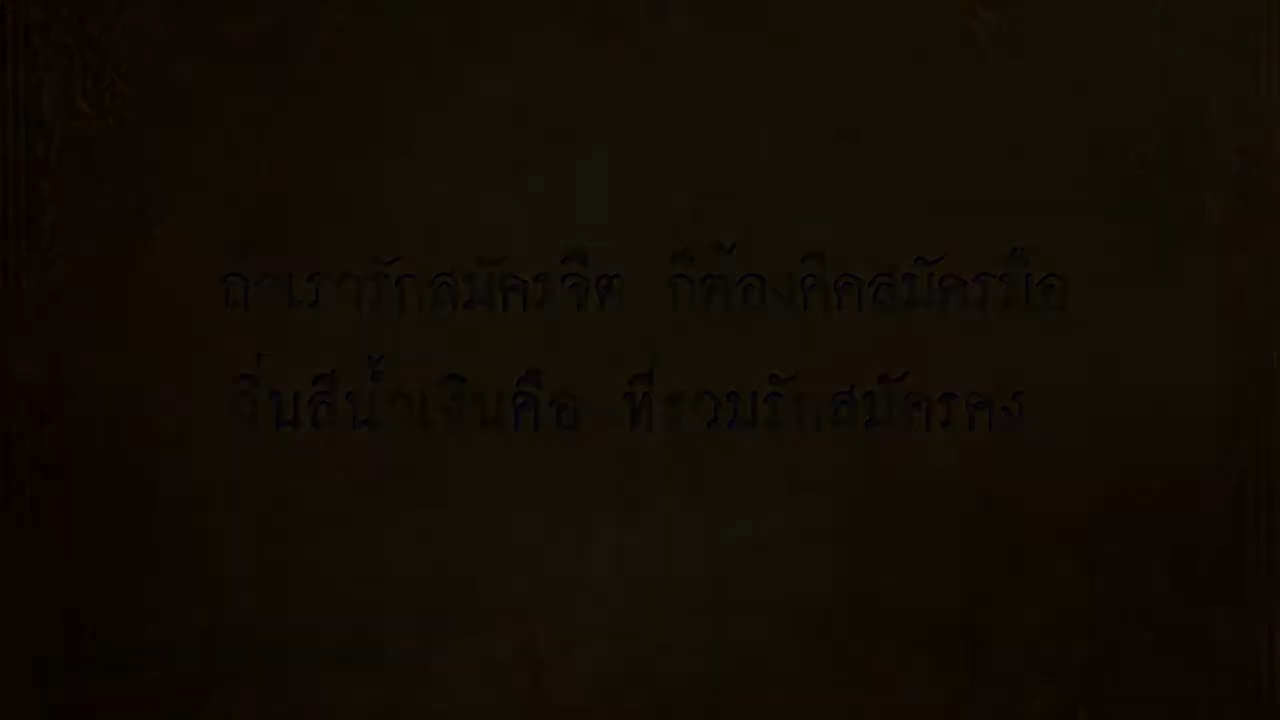 ถ้าเรารักสมัครจิต ก็ต้องคิดสมัครมือ
ถิ่นสีน้ำเงินคือ ที่รวมรักสมัครคง